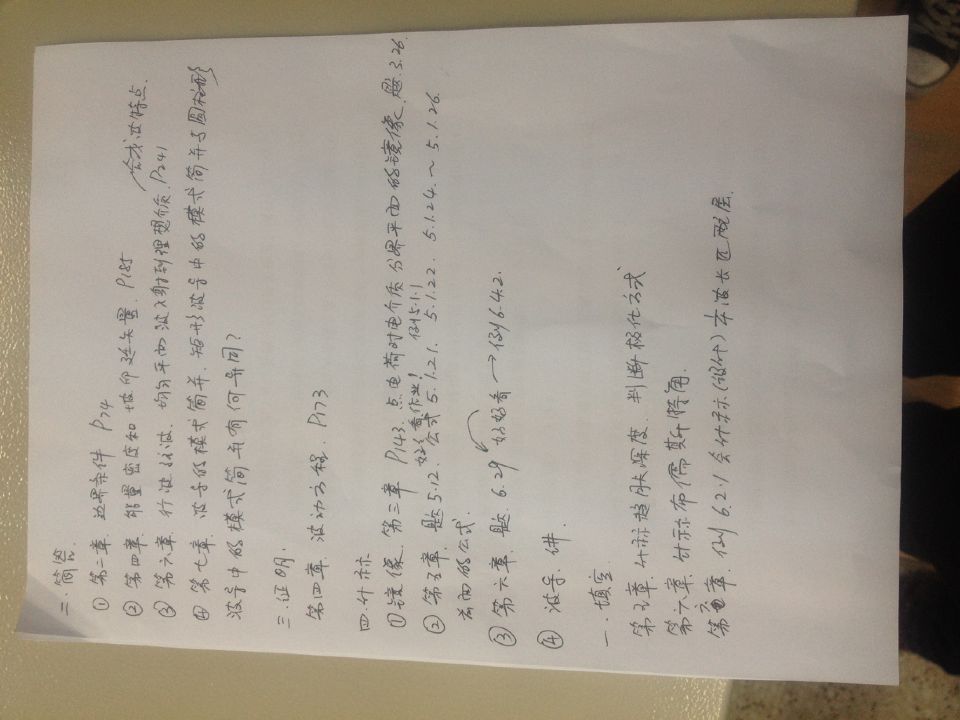 二.简答.
① 第二章. 边界条件 P74
② 第四章. 能量密度和坡印廷矢量. P185
合成波特点.
③ 第六章. 行波驻波. 均匀平面波入射到理想介质. P241
④ 第七章. 波导的模式简并. 矩形波导中的模式简并与圆柱形
波导中的模式简并有何异同?
三.证明.
第四章. 波动方程. P173
四.计称
①镜像. 第三章 P143. 点电荷对电介质分界平面的镜像. 题.3.26.
好好看作业! 例5.1.1
② 第五章. 题5.12. 公式 5.1.21. 5.1.22. 5.1.24. ~ 5.1.26.
前面的公式.
③ 第六章. 题. 6.29 好好看 → 例6.4.2.
④ 波导. 讲.
一.填空.
第五章. 计称趋肤深度. 判断极化方式
第六章. 计称布儒斯特角.
第六章. 例 6.2.1 会计称(设计) 1/4波长匹配层.